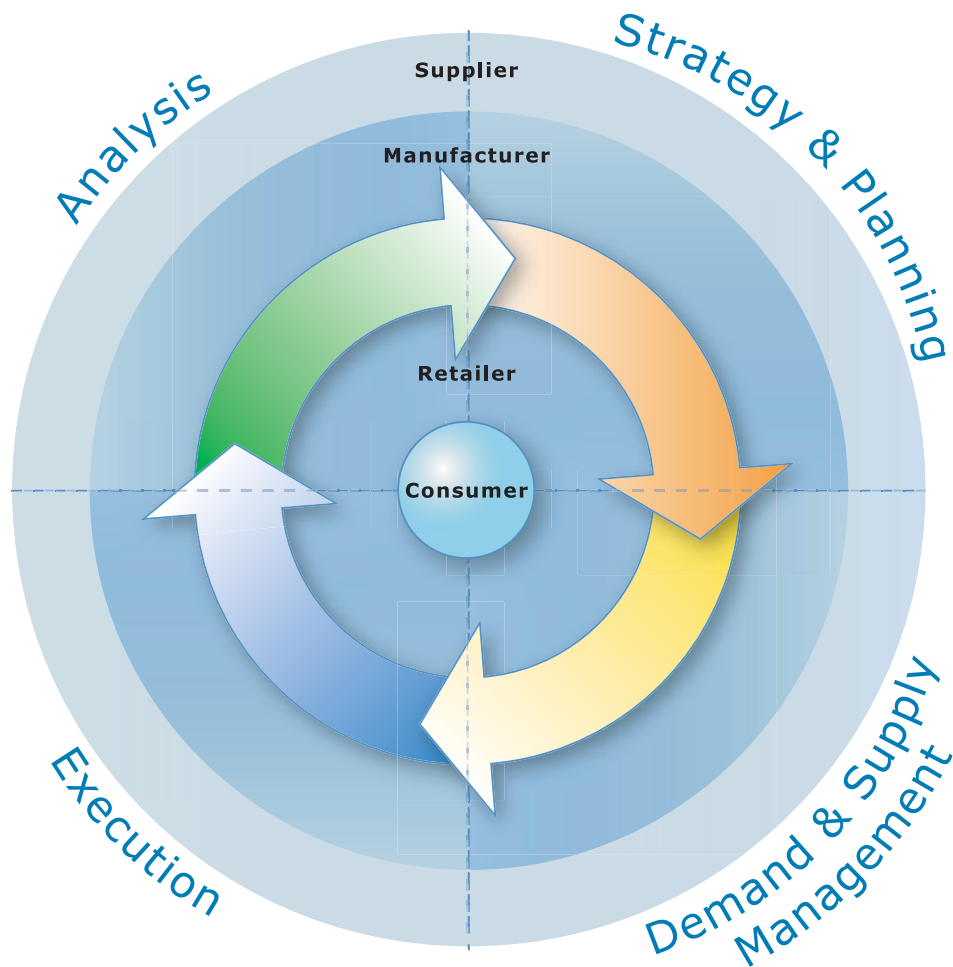 Analysis
Strategy & Planning
Supplier
Manufacturer
Retailer
Consumer
Execution
Demand & Supply
Management